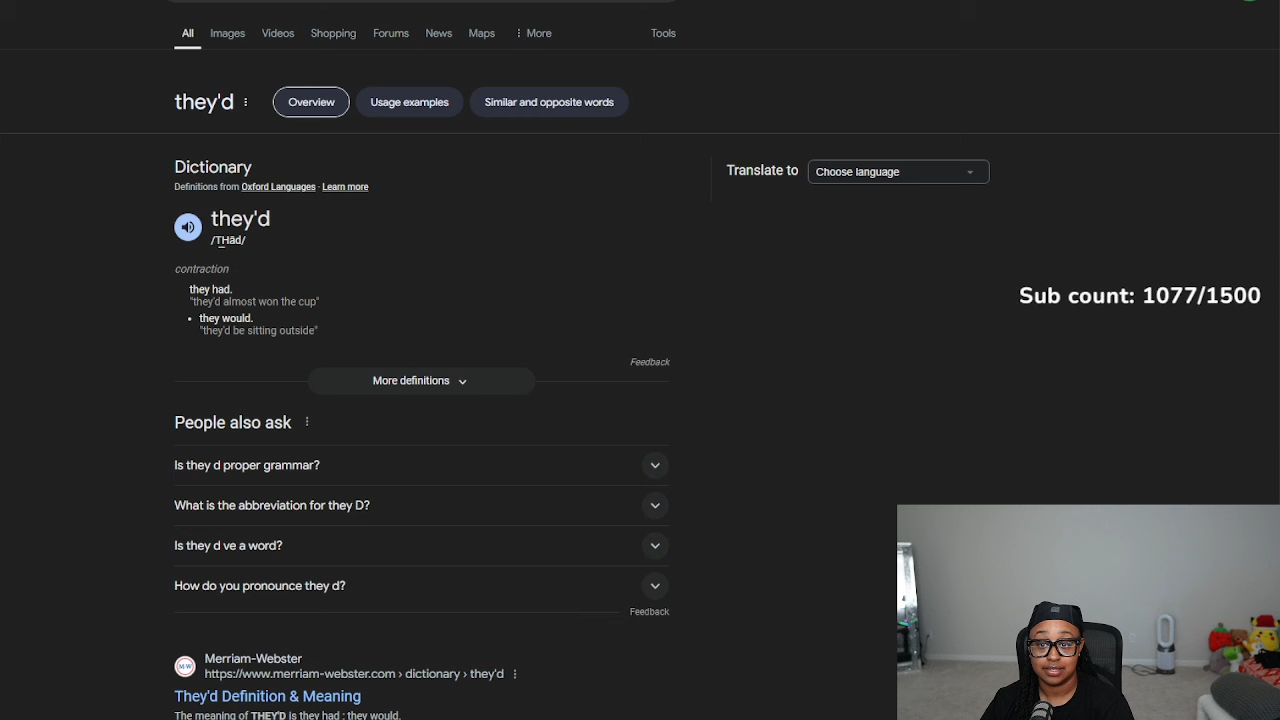 All
Images
Videos
Shopping
Forums
News
Maps
More
Tools
they'd
Overview
Usage examples
Similar and opposite words
Dictionary
Definitions from Oxford Languages · Learn more
Translate to
Choose language
they'd
/T͟Hād/
contraction
they had.
"they'd almost won the cup"
• they would.
"they'd be sitting outside"
Sub count: 1077/1500
Feedback
More definitions
People also ask
Is they d proper grammar?
What is the abbreviation for they D?
Is they d ve a word?
How do you pronounce they d?
Feedback
M-W
Merriam-Webster
https://www.merriam-webster.com › dictionary › they'd
They'd Definition & Meaning
The meaning of THEY'D is they had : they would.